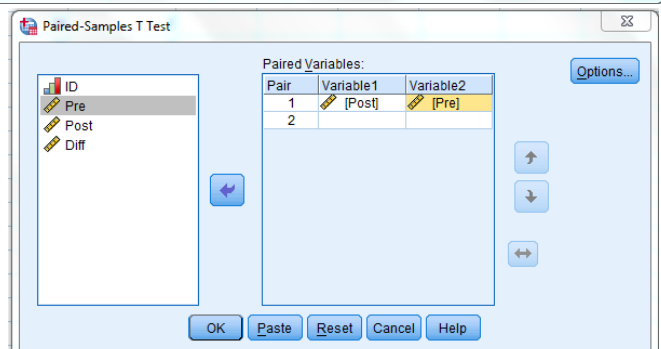 Paired-Samples T Test
Paired Variables:
Options...
ID
Pre
Post
Diff
Pair Variable1 Variable2
1 [Post] [Pre]
2
OK Paste Reset Cancel Help